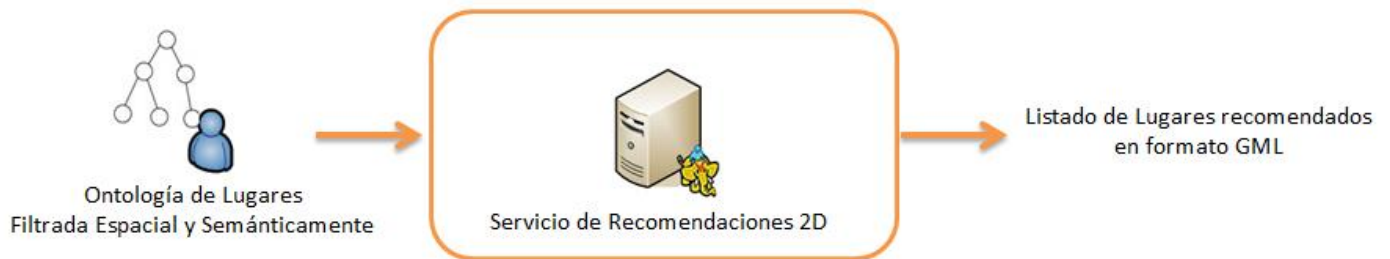 Ontología de Lugares
Filtrada Espacial y Semánticamente
Servicio de Recomendaciones 2D
Listado de Lugares recomendados
en formato GML